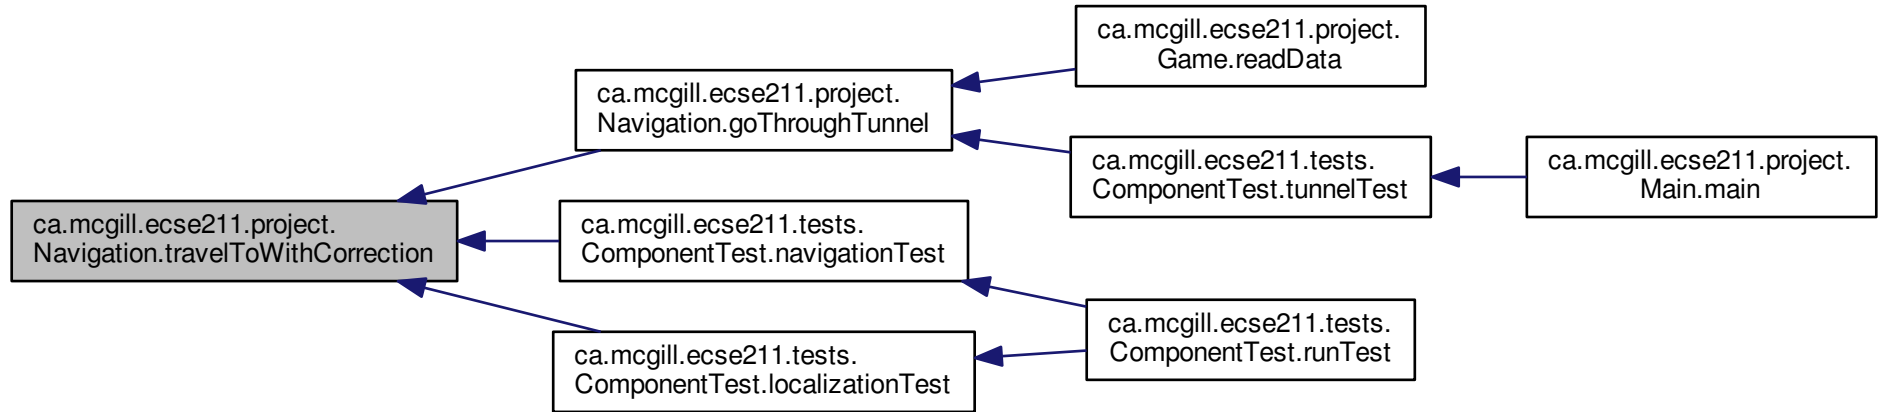 ca.mcgill.ecse211.project.
Navigation.travelToWithCorrection
ca.mcgill.ecse211.project.
Navigation.goThroughTunnel
ca.mcgill.ecse211.tests.
ComponentTest.navigationTest
ca.mcgill.ecse211.tests.
ComponentTest.localizationTest
ca.mcgill.ecse211.project.
Game.readData
ca.mcgill.ecse211.tests.
ComponentTest.tunnelTest
ca.mcgill.ecse211.tests.
ComponentTest.runTest
ca.mcgill.ecse211.project.
Main.main